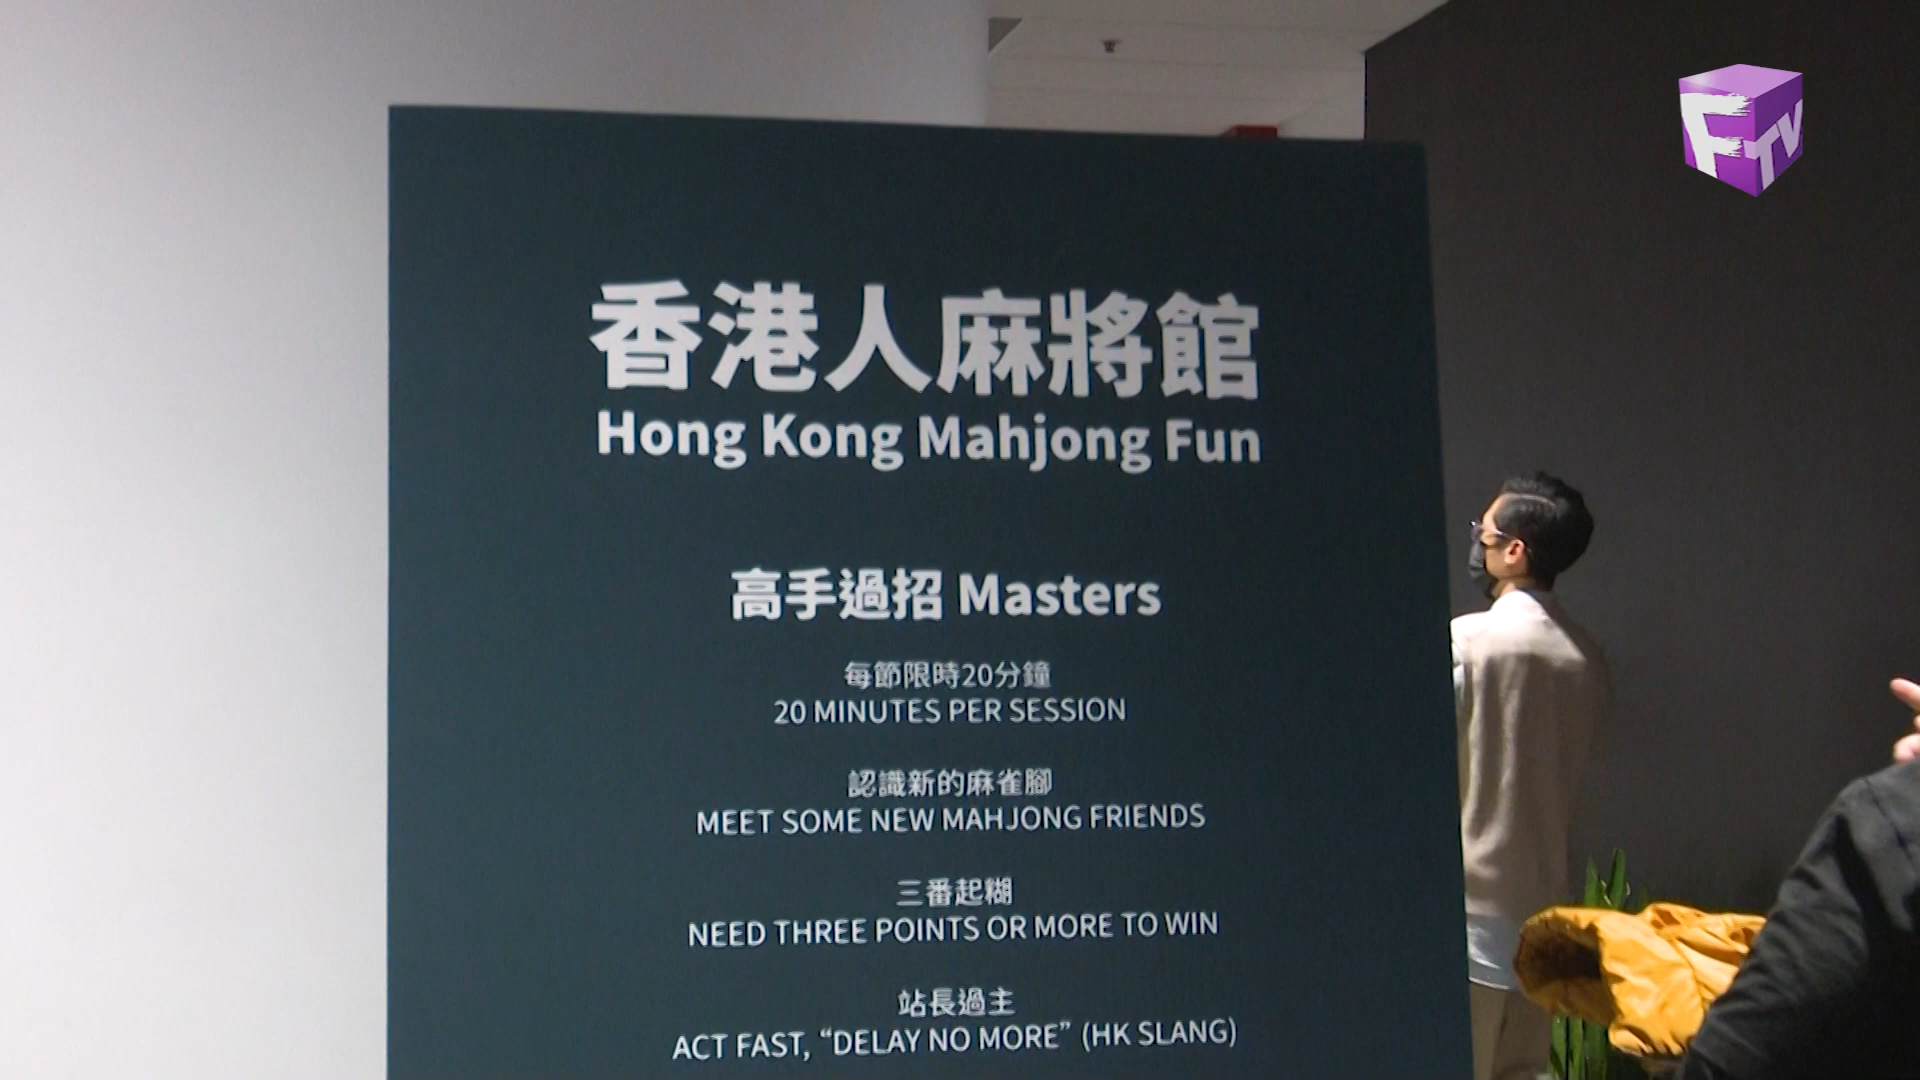 FTV
香港人麻將館
Hong Kong Mahjong Fun
高手過招 Masters
每節限時20分鐘
20 MINUTES PER SESSION
認識新的麻雀腳
MEET SOME NEW MAHJONG FRIENDS
三番起糊
NEED THREE POINTS OR MORE TO WIN
站長過主
ACT FAST, “DELAY NO MORE” (HK SLANG)